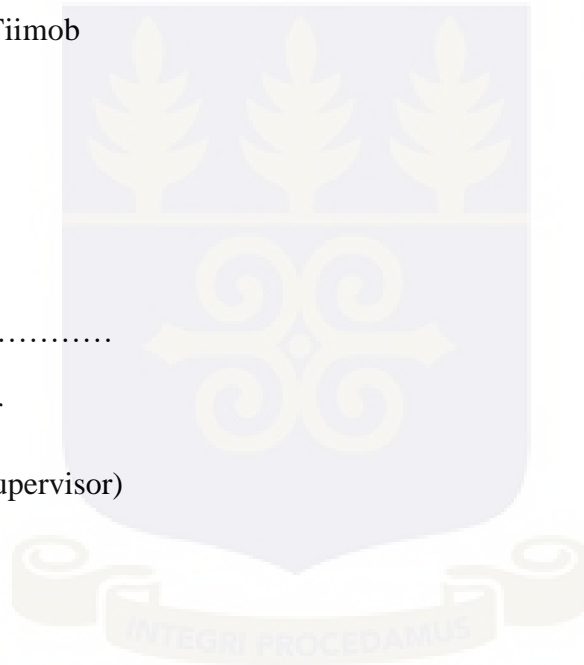 Tiimob
…………
.
upervisor)
INTEGRI PROCEDAMUS